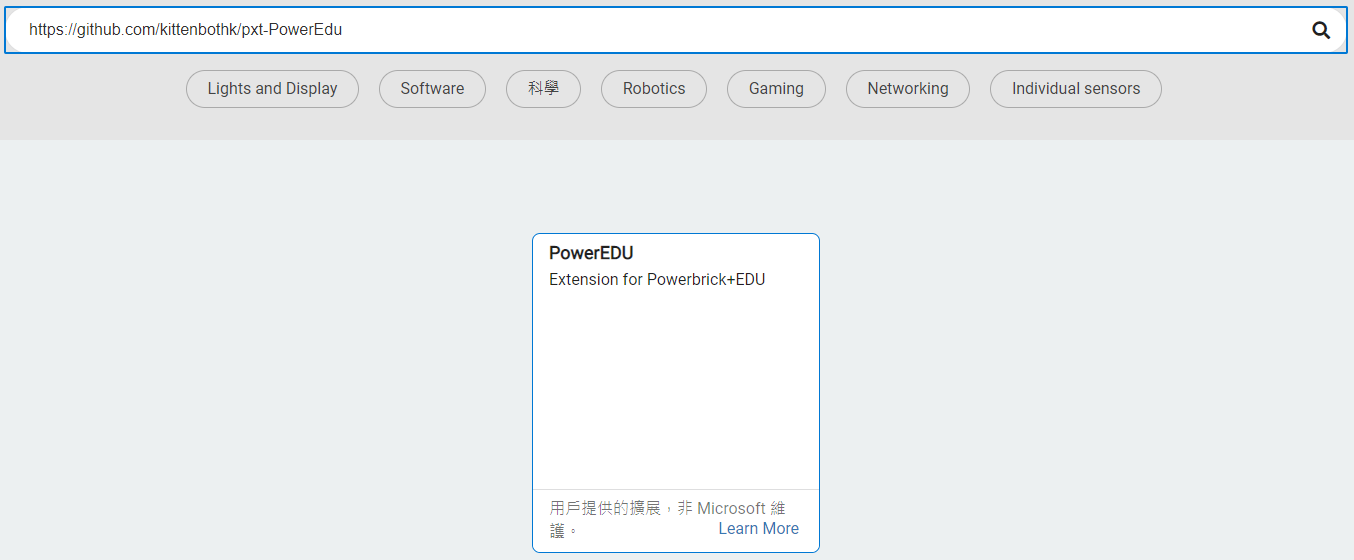 https://github.com/kittenbothk/pxt-PowerEdu
Lights and Display
Software
科學
Robotics
Gaming
Networking
Individual sensors
PowerEDU
Extension for Powerbrick+EDU
用戶提供的擴展，非 Microsoft 維
護。
Learn More